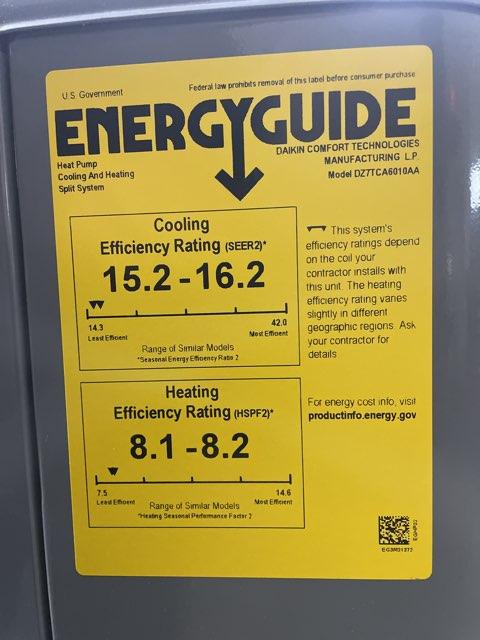 U.S. Government
Federal law prohibits removal of this label before consumer purchase
ENERGYGUIDE
Heat Pump
Cooling And Heating
Split System
DAIKIN COMFORT TECHNOLOGIES
MANUFACTURING L.P.
Model DZ7TCA6010AA
Cooling
Efficiency Rating (SEER2)*
15.2 - 16.2
14.3
42.0
Least Efficient
Most Efficient
Range of Similar Models
*Seasonal Energy Efficiency Ratio 2
This system's
efficiency ratings depend
on the coil your
contractor installs with
this unit. The heating
efficiency rating varies
slightly in different
geographic regions. Ask
your contractor for
details
Heating
Efficiency Rating (HSPF2)*
8.1 - 8.2
7.5
14.6
Least Efficient
Most Efficient
Range of Similar Models
*Heating Seasonal Performance Factor 2
For energy cost info, visit
productinfo.energy.gov